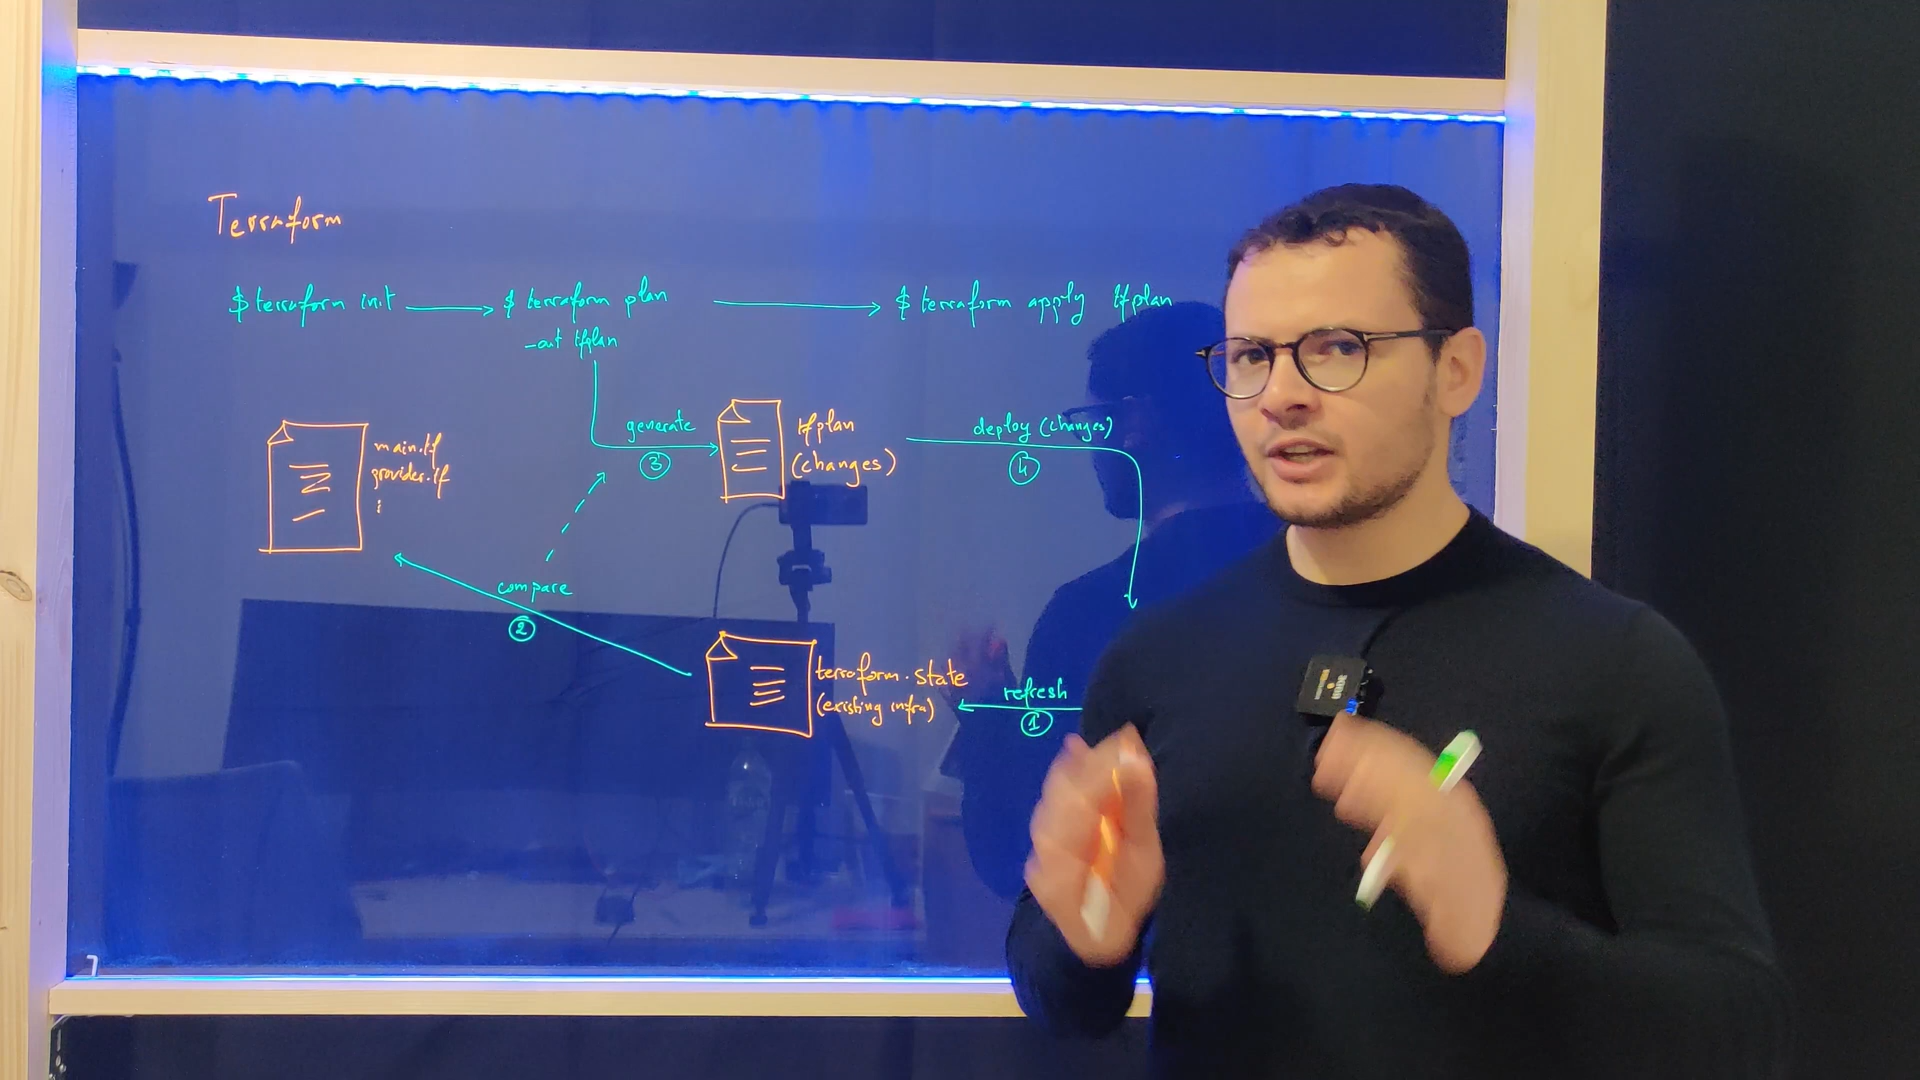 Terraform
$ terraform init
$ terraform plan
-out tfplan
$ terraform apply tfplan
main.tf
provider.tf
generate
3
tfplan
(changes)
deploy (changes)
4
compare
2
terraform.state
(existing infra)
refresh
1